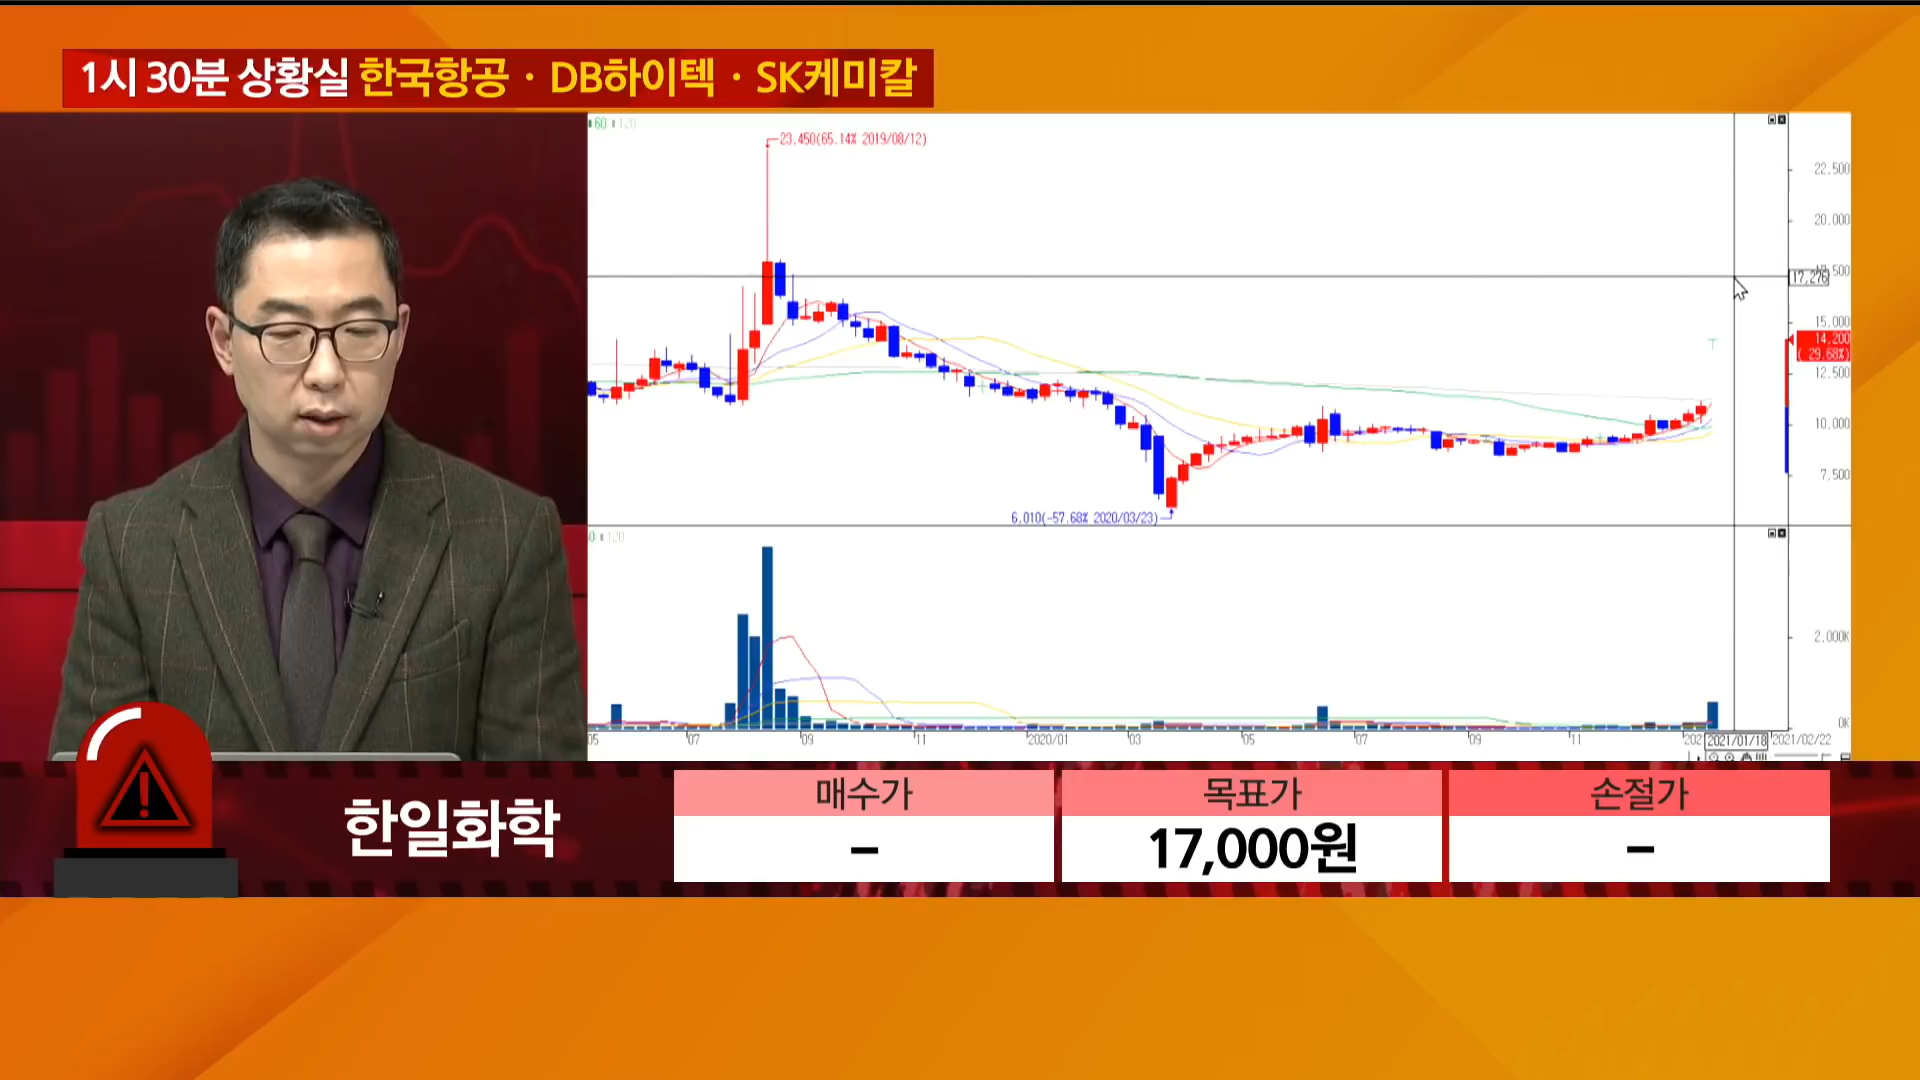 1시 30분 상황실 한국항공 · DB하이텍 · SK케미칼
60 120
23,450(65.14% 2019/08/12)
22,500
20,000
17,276
15,000
14,200
( 29.68%)
12,500
10,000
7,500
6,010(-57.68% 2020/03/23)
0 120
2,000K
0K
05 07 09 11 2020/01 03 05 07 09 11 2021/01/18 2021/02/22
한일화학
매수가 목표가 손절가
– 17,000원 –